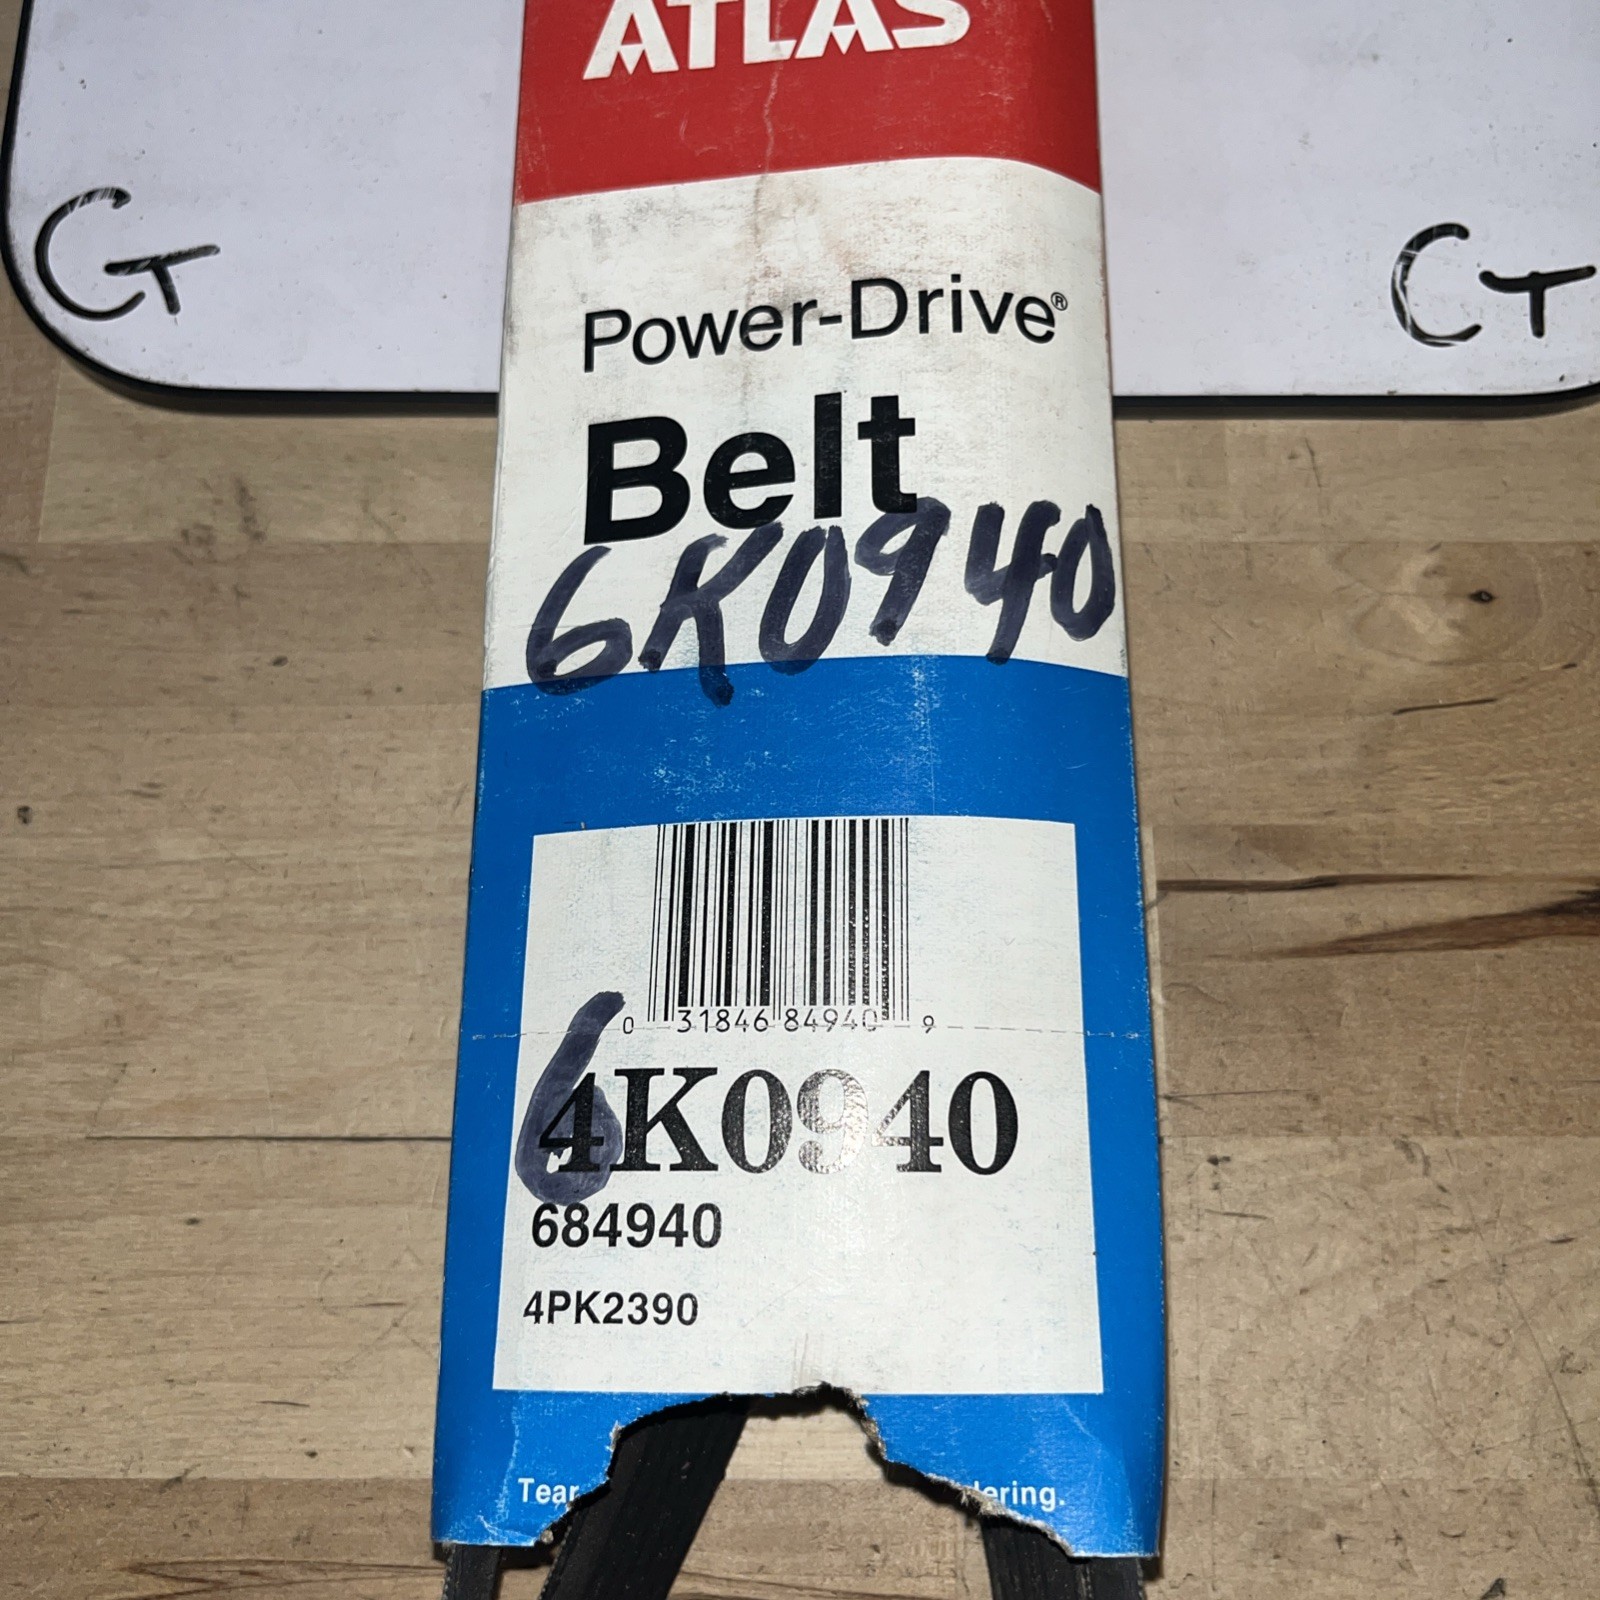 ATLAS
CT
CT
Power-Drive®
Belt
6K0940
0 31846 84940 9
6
4K0940
684940
4PK2390
Tear
dering.